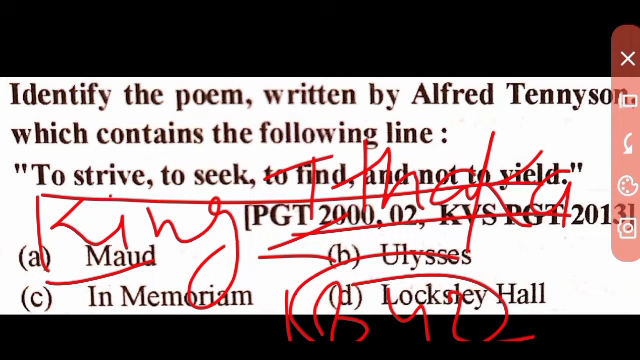 Identify the poem, written by Alfred Tennyson,
which contains the following line :
"To strive, to seek, to find, and not to yield."
King Ithaka
[PGT 2000, 02, KVS PGT 2013]
(a) Maud (b) Ulysses
(c) In Memoriam (d) Locksley Hall